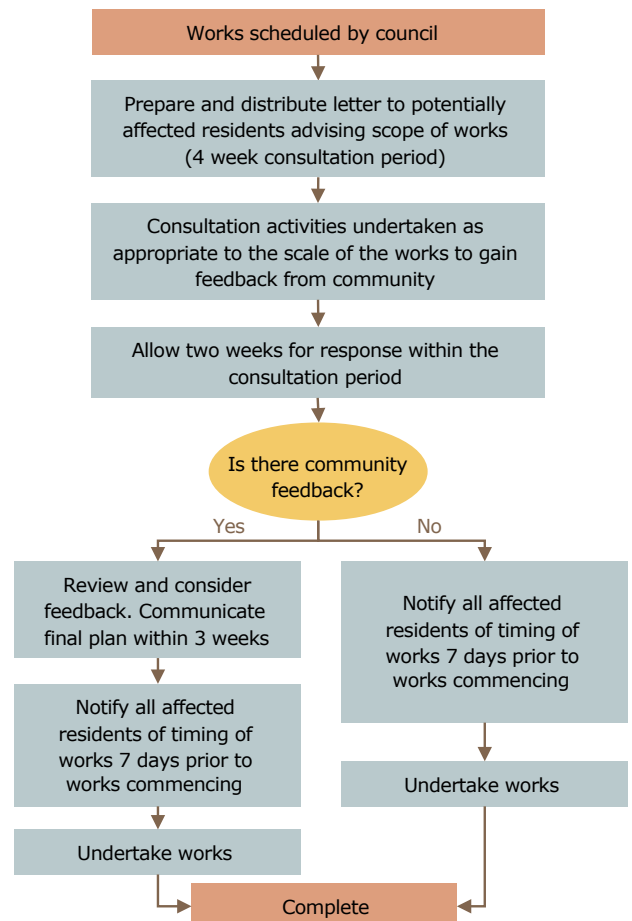 Works scheduled by council
Prepare and distribute letter to potentially
affected residents advising scope of works
(4 week consultation period)
Consultation activities undertaken as
appropriate to the scale of the works to gain
feedback from community
Allow two weeks for response within the
consultation period
Is there community
feedback?
Yes
No
Review and consider
feedback. Communicate
final plan within 3 weeks
Notify all affected
residents of timing of
works 7 days prior to
works commencing
Undertake works
Notify all affected
residents of timing of
works 7 days prior to
works commencing
Undertake works
Complete